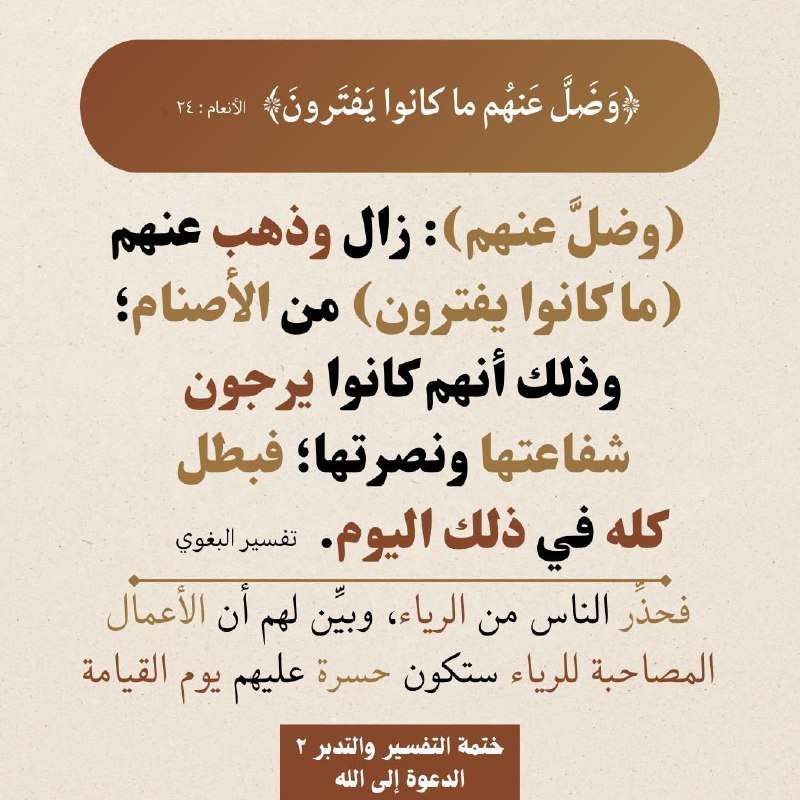 ﴿وَضَلَّ عَنهُم ما كانوا يَفتَرونَ﴾ الأنعام : ٢٤
(وضلَّ عنهم): زال وذهب عنهم
(ما كانوا يفترون) من الأصنام؛
وذلك أنهم كانوا يرجون
شفاعتها ونصرتها؛ فبطل
كله في ذلك اليوم. تفسير البغوي
فحذِّر الناس من الرياء، وبيِّن لهم أن الأعمال
المصاحبة للرياء ستكون حسرة عليهم يوم القيامة
ختمة التفسير والتدبر ٢
الدعوة إلى الله